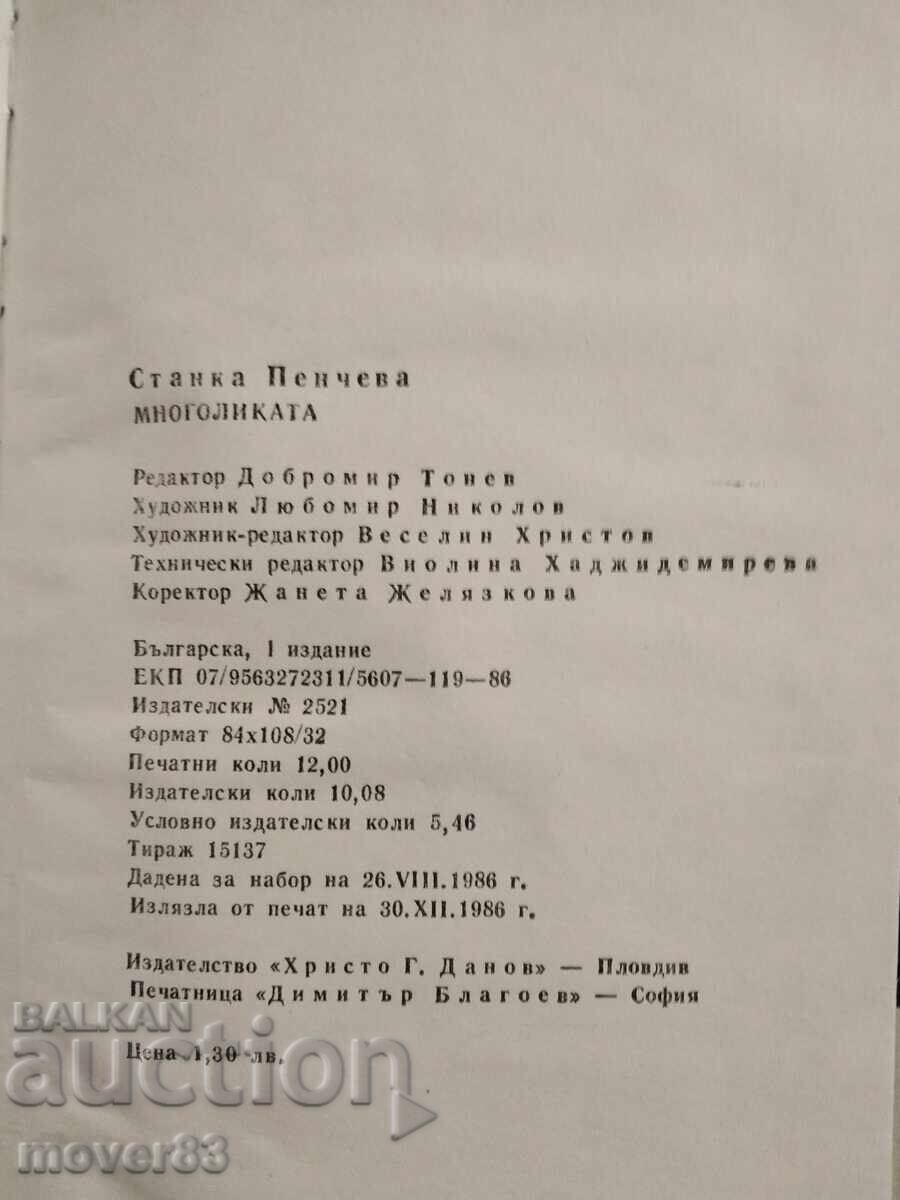 Станка Пенчева
МНОГОЛИКАТА
Редактор Добромир Тонев
Художник Любомир Николов
Художник-редактор Веселин Христов
Технически редактор Виолина Хаджидемирева
Коректор Жанета Желязкова
Българска, I издание
ЕКП 07/9563272311/5607—119—86
Издателски № 2521
Формат 84x108/32
Печатни коли 12,00
Издателски коли 10,08
Условно издателски коли 5,46
Тираж 15137
Дадена за набор на 26.VIII.1986 г.
Излязла от печат на 30.XII.1986 г.
Издателство «Христо Г. Данов» — Пловдив
Печатница «Димитър Благоев» — София
Цена 1,30 лв.
BALKAN
auction
mover83